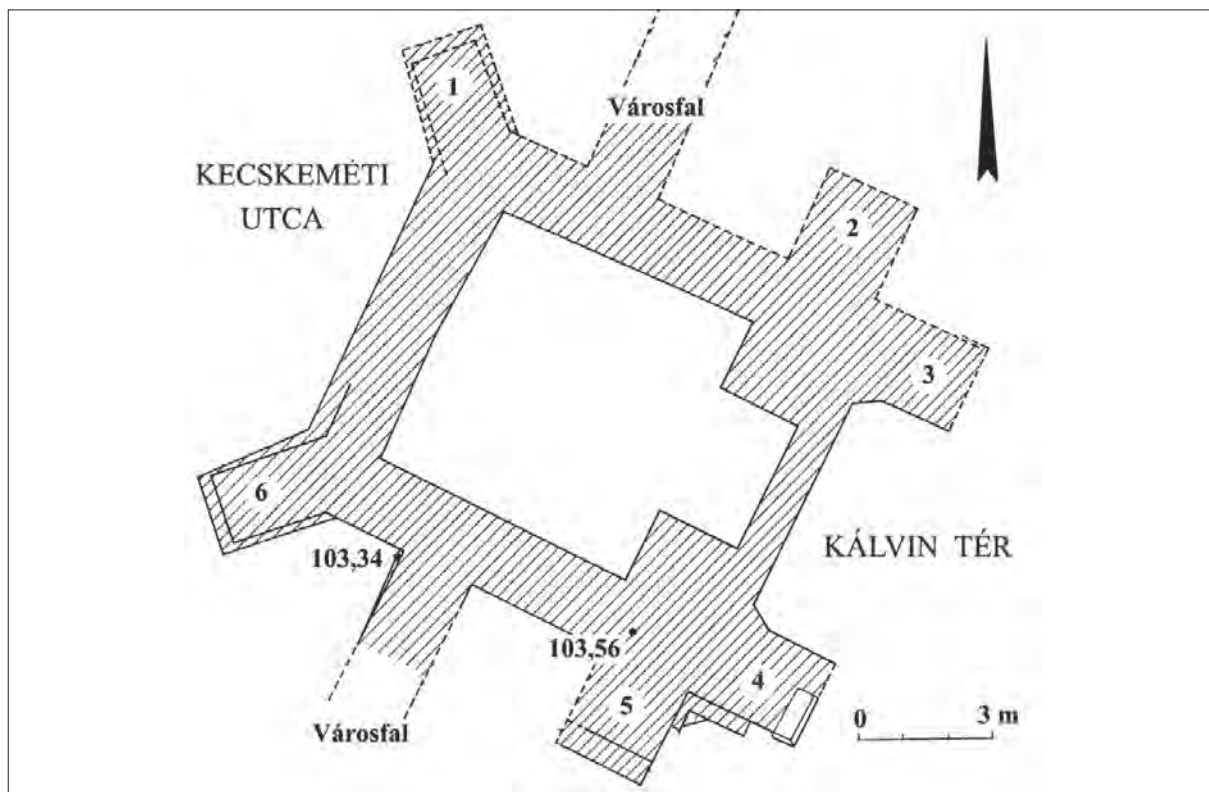 1
Városfal
KECSKEMÉTI
UTCA
2
3
6
KÁLVIN TÉR
103,34
103,56
4
5
0 3 m
Városfal